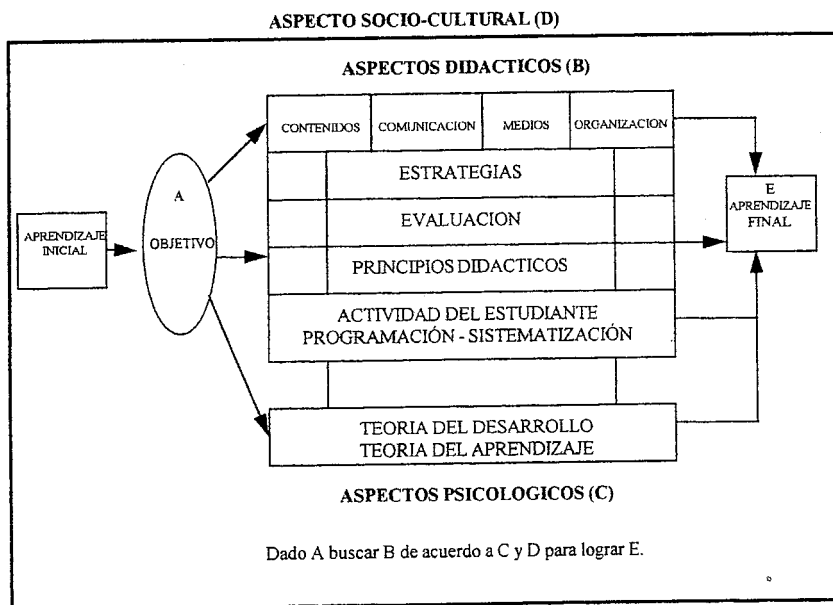 ASPECTO SOCIO-CULTURAL (D)
ASPECTOS DIDACTICOS (B)
CONTENIDOS
COMUNICACION
MEDIOS
ORGANIZACION
ESTRATEGIAS
EVALUACION
PRINCIPIOS DIDACTICOS
ACTIVIDAD DEL ESTUDIANTE
PROGRAMACIÓN - SISTEMATIZACIÓN
APRENDIZAJE
INICIAL
A
OBJETIVO
E
APRENDIZAJE
FINAL
TEORIA DEL DESARROLLO
TEORIA DEL APRENDIZAJE
ASPECTOS PSICOLOGICOS (C)
Dado A buscar B de acuerdo a C y D para lograr E.